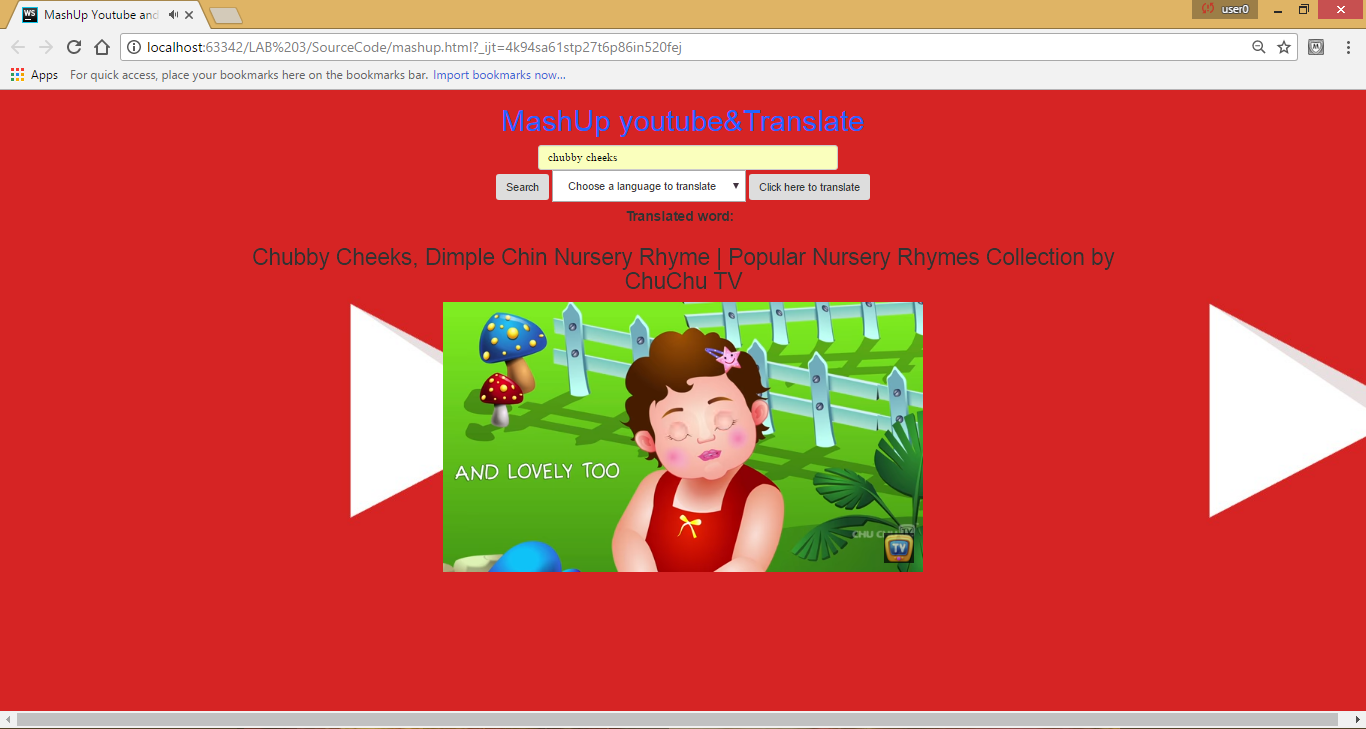 WS MashUp Youtube and
user0
localhost:63342/LAB%203/SourceCode/mashup.html?_ijt=4k94sa61stp27t6p86in520fej
Apps For quick access, place your bookmarks here on the bookmarks bar. Import bookmarks now...
MashUp youtube&Translate
chubby cheeks
Search Choose a language to translate Click here to translate
Translated word:
Chubby Cheeks, Dimple Chin Nursery Rhyme | Popular Nursery Rhymes Collection by
ChuChu TV
AND LOVELY TOO
CHU CHU TV
TV